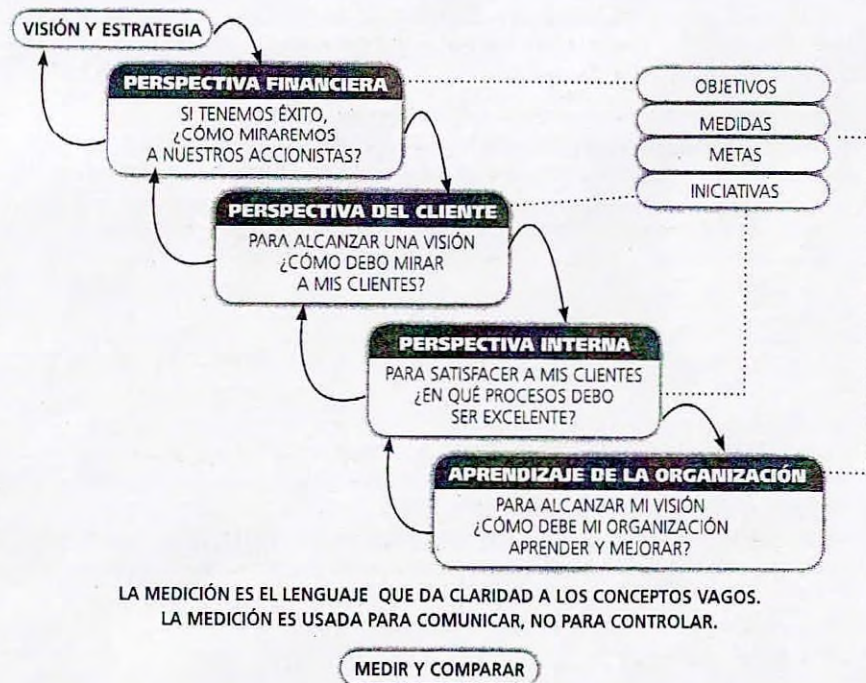 VISIÓN Y ESTRATEGIA
PERSPECTIVA FINANCIERA
SI TENEMOS ÉXITO,
¿CÓMO MIRAREMOS
A NUESTROS ACCIONISTAS?
OBJETIVOS
MEDIDAS
METAS
INICIATIVAS
PERSPECTIVA DEL CLIENTE
PARA ALCANZAR UNA VISIÓN
¿CÓMO DEBO MIRAR
A MIS CLIENTES?
PERSPECTIVA INTERNA
PARA SATISFACER A MIS CLIENTES
¿EN QUÉ PROCESOS DEBO
SER EXCELENTE?
APRENDIZAJE DE LA ORGANIZACIÓN
PARA ALCANZAR MI VISIÓN
¿CÓMO DEBE MI ORGANIZACIÓN
APRENDER Y MEJORAR?
LA MEDICIÓN ES EL LENGUAJE QUE DA CLARIDAD A LOS CONCEPTOS VAGOS.
LA MEDICIÓN ES USADA PARA COMUNICAR, NO PARA CONTROLAR.
MEDIR Y COMPARAR